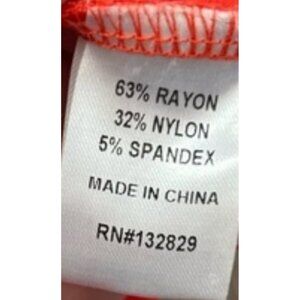 63% RAYON
32% NYLON
5% SPANDEX
MADE IN CHINA
RN#132829